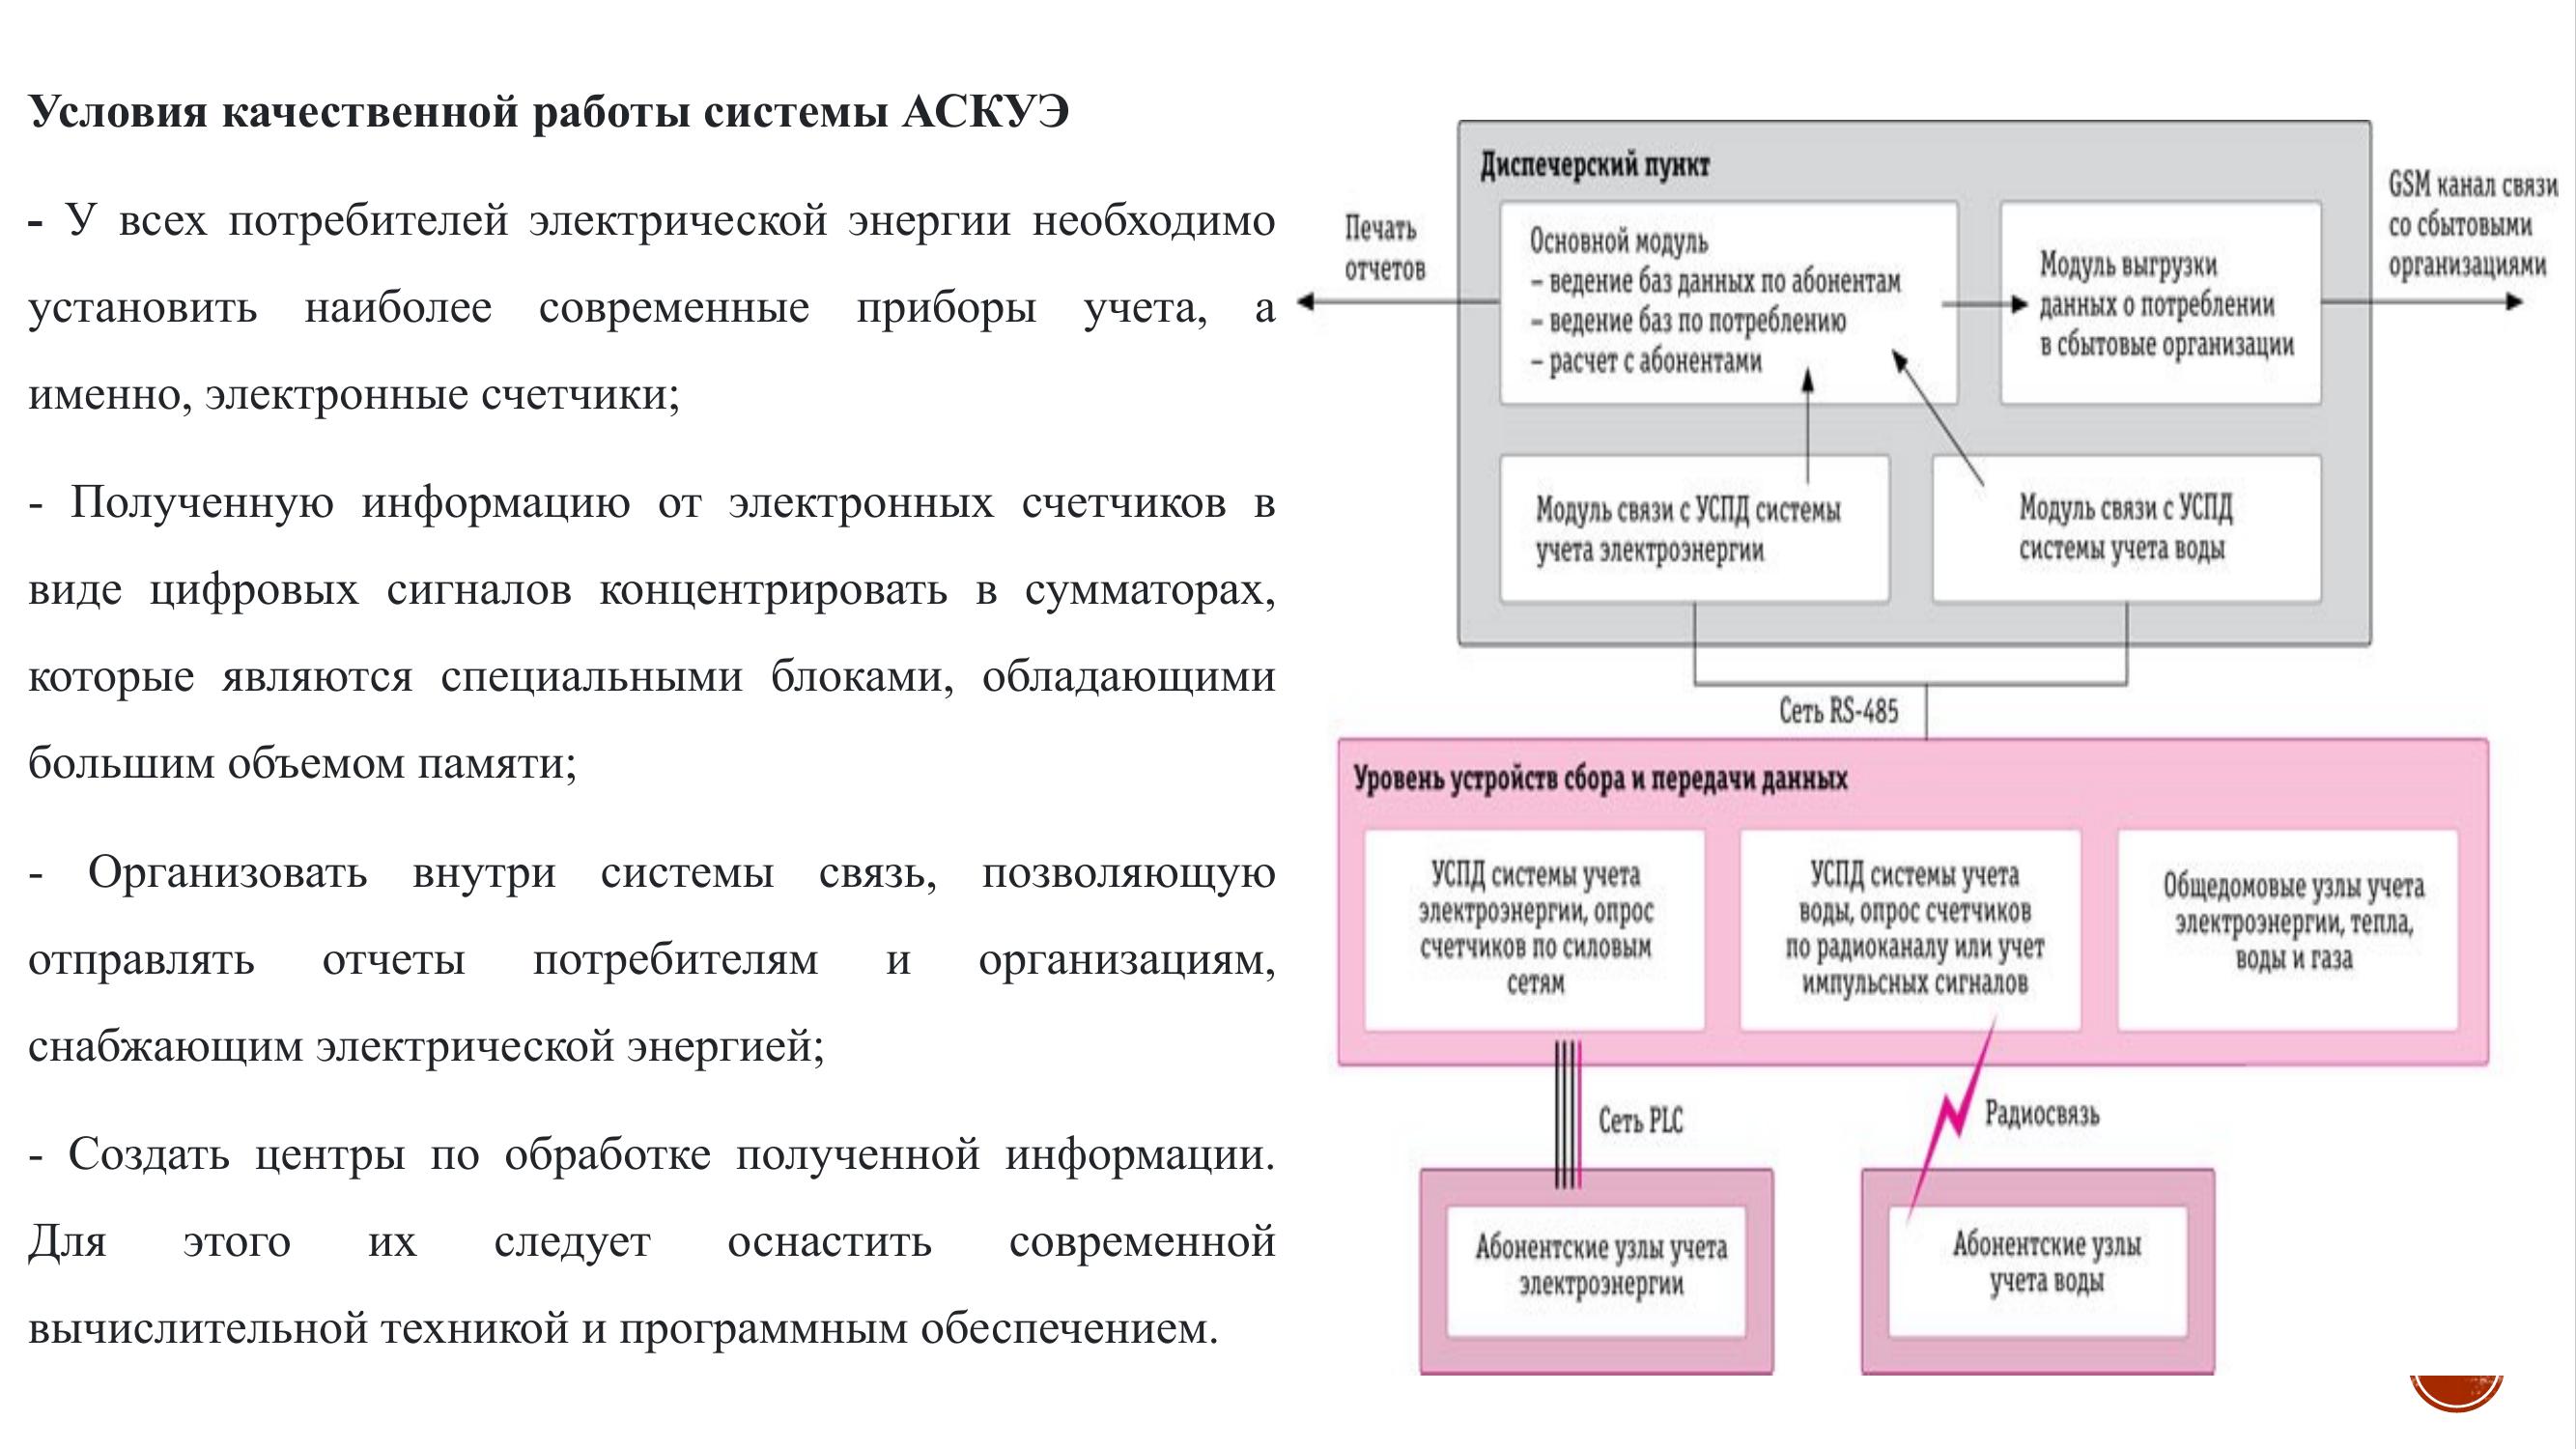 Условия качественной работы системы АСКУЭ
- У всех потребителей электрической энергии необходимо
установить наиболее современные приборы учета, а
именно, электронные счетчики;
- Полученную информацию от электронных счетчиков в
виде цифровых сигналов концентрировать в сумматорах,
которые являются специальными блоками, обладающими
большим объемом памяти;
- Организовать внутри системы связь, позволяющую
отправлять отчеты потребителям и организациям,
снабжающим электрической энергией;
- Создать центры по обработке полученной информации.
Для этого их следует оснастить современной
вычислительной техникой и программным обеспечением.
Диспечерский пункт
Печать
отчетов
Основной модуль
– ведение баз данных по абонентам
– ведение баз по потреблению
– расчет с абонентами
Модуль выгрузки
данных о потреблении
в сбытовые организации
GSM канал связи
со сбытовыми
организациями
Модуль связи с УСПД системы
учета электроэнергии
Модуль связи с УСПД
системы учета воды
Сеть RS-485
Уровень устройств сбора и передачи данных
УСПД системы учета
электроэнергии, опрос
счетчиков по силовым
сетям
УСПД системы учета
воды, опрос счетчиков
по радиоканалу или учет
импульсных сигналов
Общедомовые узлы учета
электроэнергии, тепла,
воды и газа
Сеть PLC
Радиосвязь
Абонентские узлы учета
электроэнергии
Абонентские узлы
учета воды